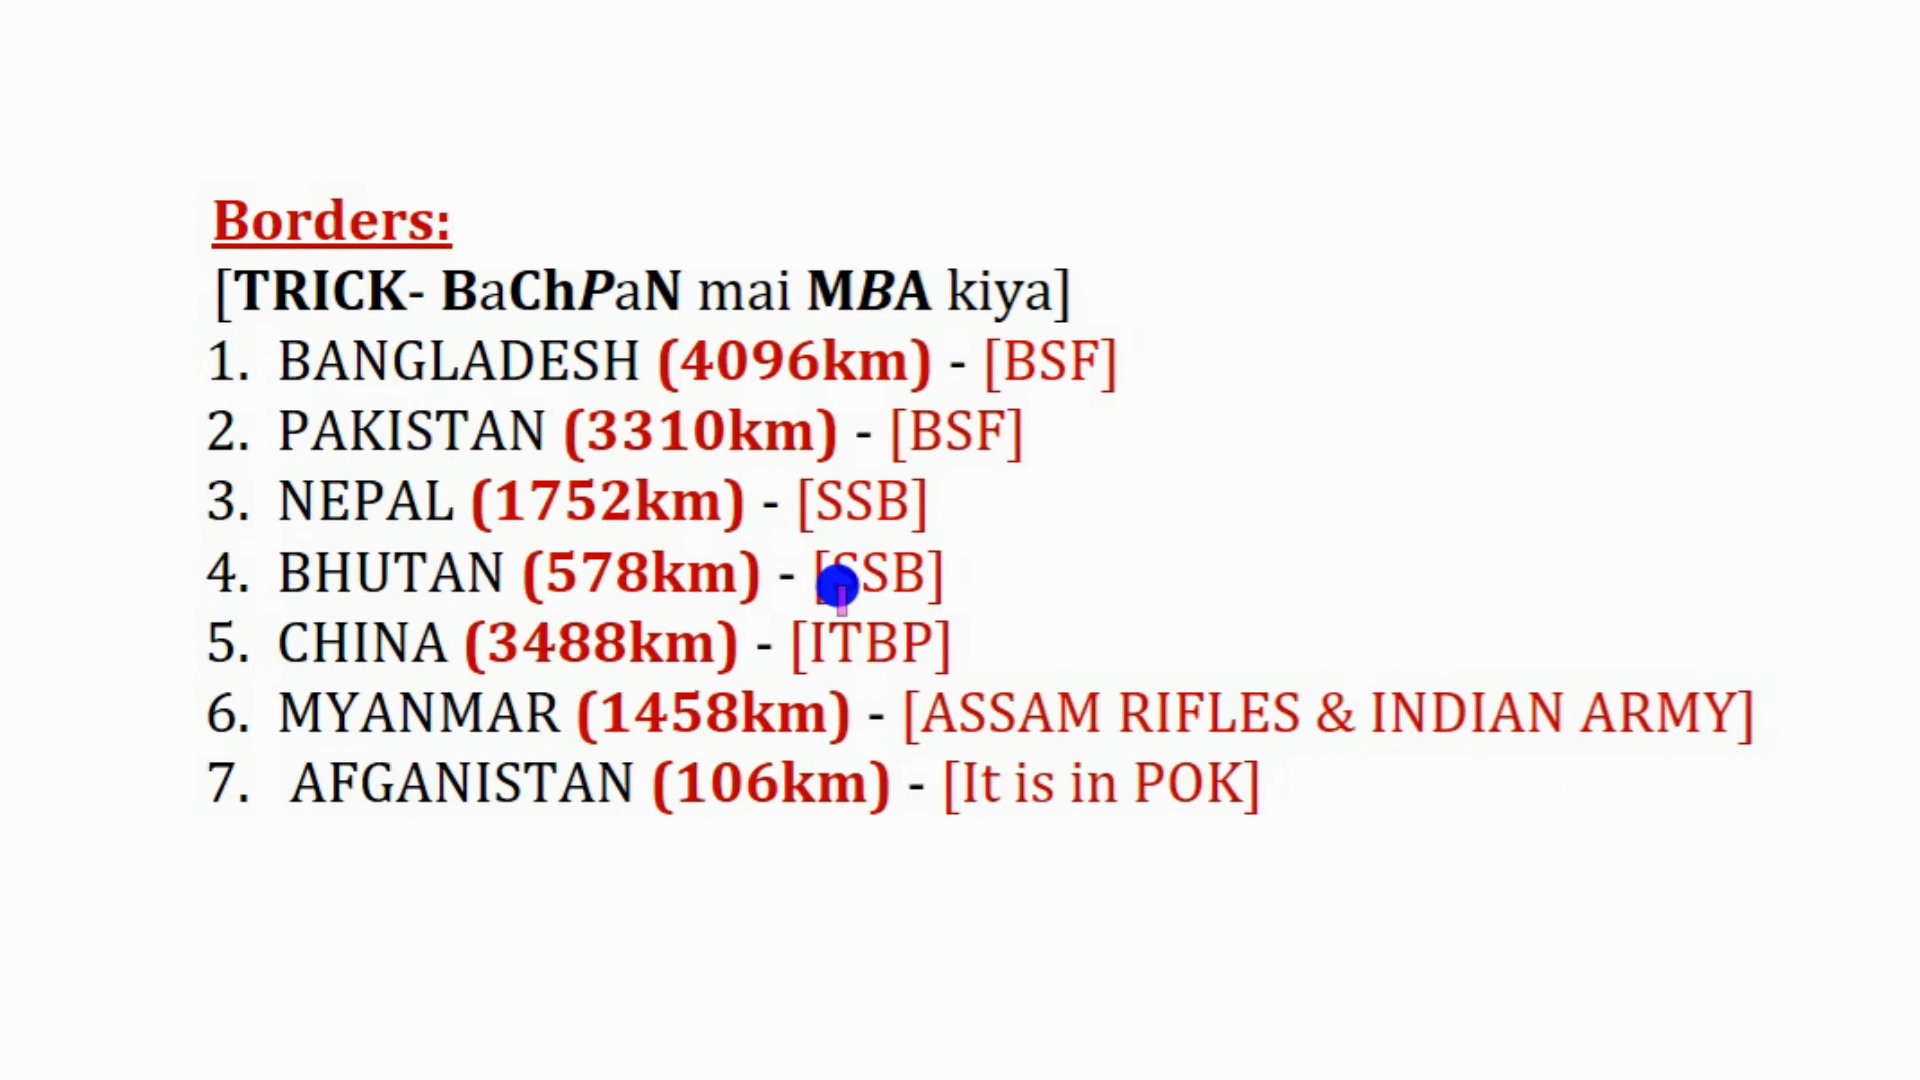 Borders:
[TRICK- BaChPaN mai MBA kiya]
1. BANGLADESH (4096km) - [BSF]
2. PAKISTAN (3310km) - [BSF]
3. NEPAL (1752km) - [SSB]
4. BHUTAN (578km) - [SSB]
5. CHINA (3488km) - [ITBP]
6. MYANMAR (1458km) - [ASSAM RIFLES & INDIAN ARMY]
7. AFGANISTAN (106km) - [It is in POK]